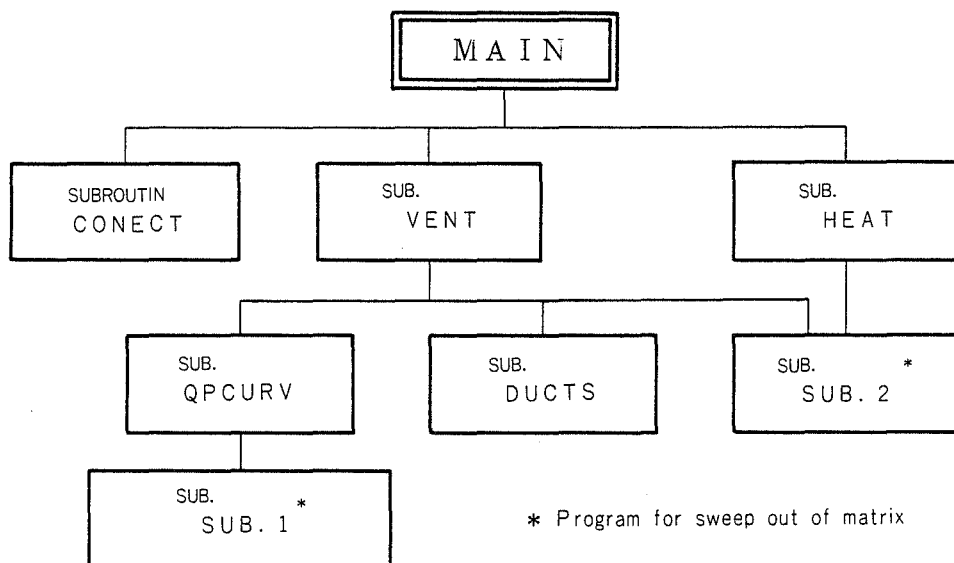 MAIN
SUBROUTIN
CONECT
SUB.
VENT
SUB.
HEAT
SUB.
QPCURV
SUB.
DUCTS
SUB. *
SUB. 2
SUB. *
SUB. 1
* Program for sweep out of matrix